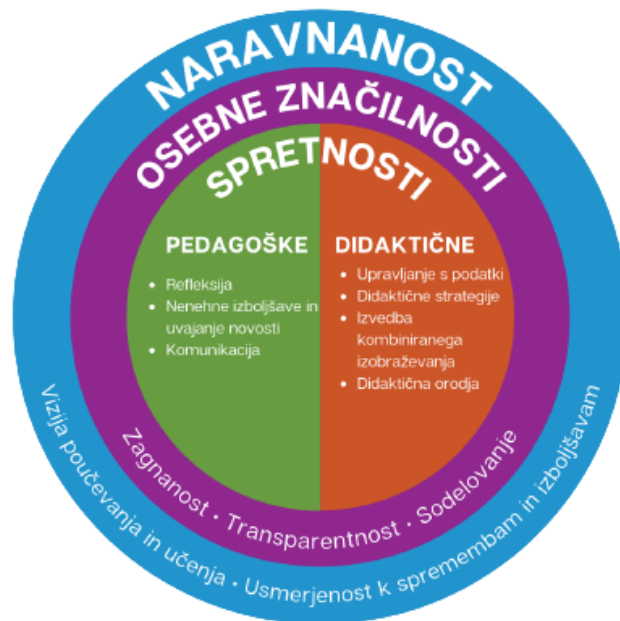 NARAVNANOST
OSEBNE ZNAČILNOSTI
SPRETNOSTI
PEDAGOŠKE
• Refleksija
• Nenehne izboljšave in
uvajanje novosti
• Komunikacija
DIDAKTIČNE
• Upravljanje s podatki
• Didaktične strategije
• Izvedba
kombiniranega
izobraževanja
• Didaktična orodja
Zagnanost • Transparentnost • Sodelovanje
Vizija poučevanja in učenja • Usmerjenost k spremembam in izboljšavam